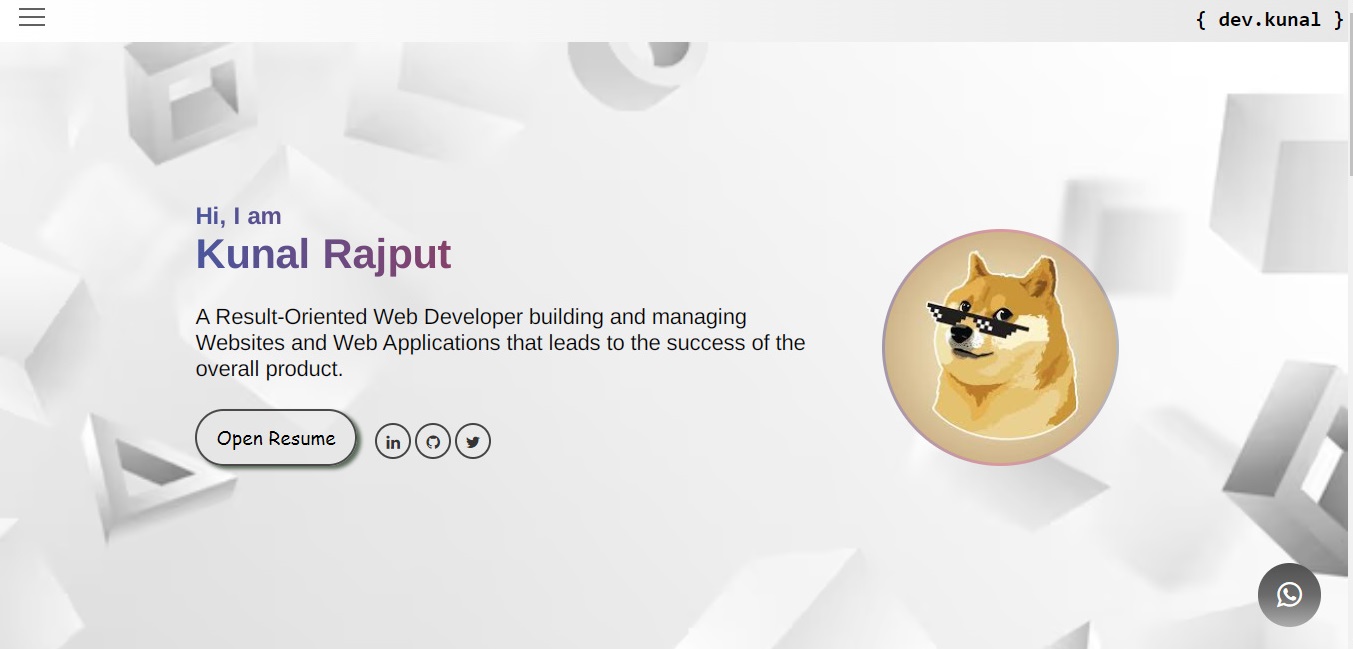 { dev.kunal }
Hi, I am
Kunal Rajput
A Result-Oriented Web Developer building and managing
Websites and Web Applications that leads to the success of the
overall product.
Open Resume
in